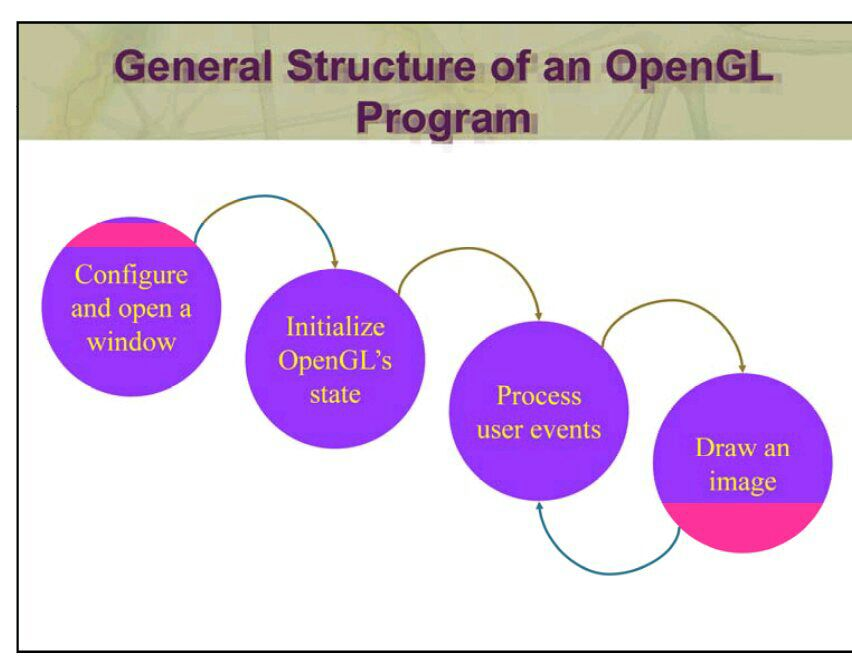 General Structure of an OpenGL
Program
Configure
and open a
window
Initialize
OpenGL’s
state
Process
user events
Draw an
image